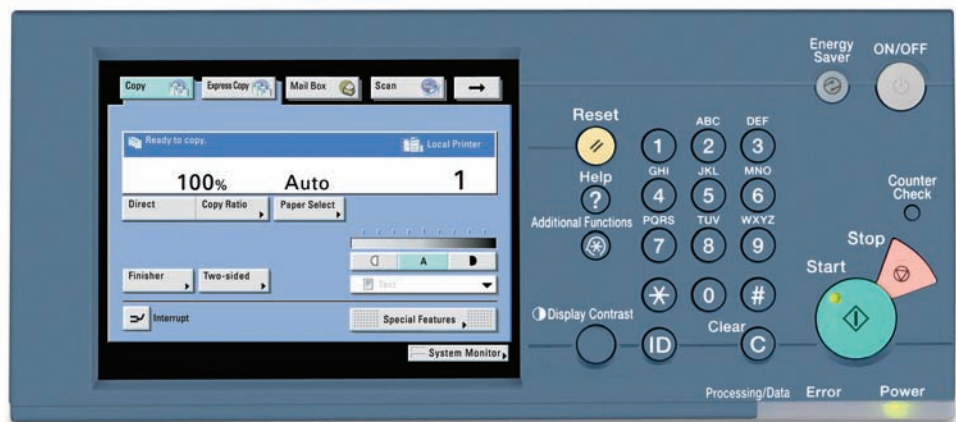 Copy
Express Copy
Mail Box
Scan
→
Ready to copy.
Local Printer
100%
Auto
1
Direct
Copy Ratio
Paper Select
A
Finisher
Two-sided
Text
Interrupt
Special Features
System Monitor
Energy
Saver
ON/OFF
Reset
Help
?
Additional Functions
1
ABC
2
DEF
3
GHI
4
JKL
5
MNO
6
PQRS
7
TUV
8
WXYZ
9
0
#
Display Contrast
ID
Clear
C
Counter
Check
Stop
Start
Processing/Data
Error
Power